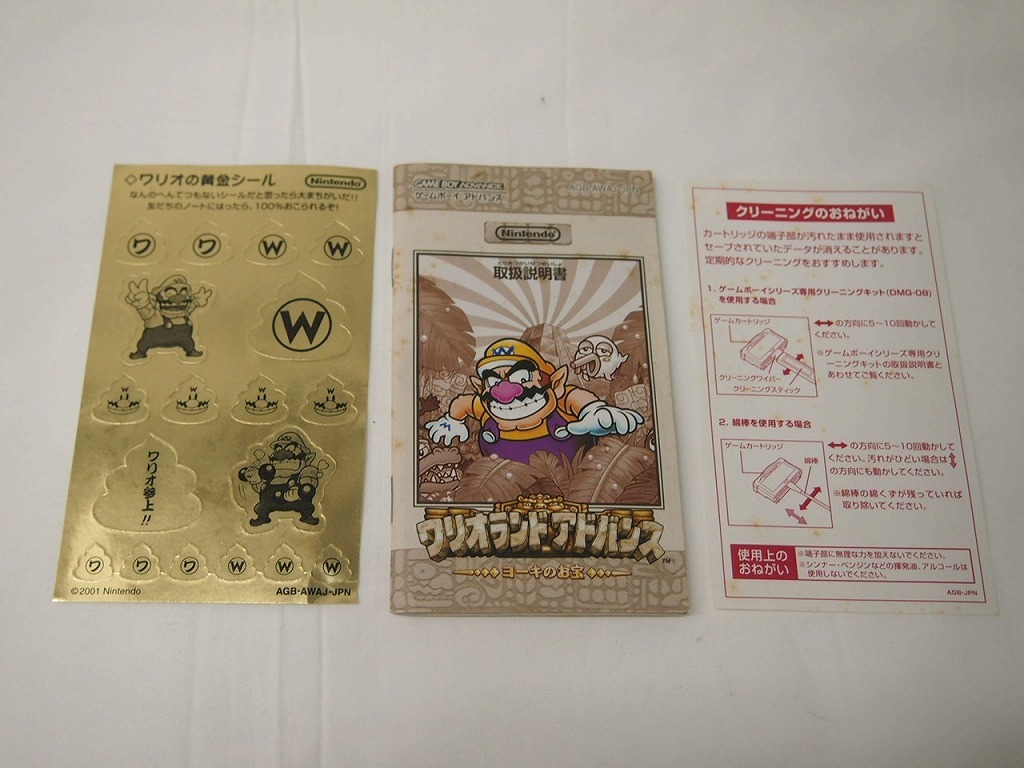 ◇ワリオの黄金シール
Nintendo
なんのへんてつもないシールだと思ったら大まちがいだ!!
友だちのノートにはったら、100%おこられるぞ!
ワ ワ W W
W
W W W W
ワリオ参上!!
ワ ワ ワ W W W
©2001 Nintendo
AGB-AWAJ-JPN
GAME BOY ADVANCE
ゲームボーイ アドバンス
AGB-AWAJ-JPN
Nintendo
とりあつかいせつめいしょ
取扱説明書
ワリオランドアドバンス
TM
ヨーキのお宝
クリーニングのおねがい
カートリッジの端子部が汚れたまま使用されますと
セーブされていたデータが消えることがあります。
定期的なクリーニングをおすすめします。
1. ゲームボーイシリーズ専用クリーニングキット(DMG-08)
を使用する場合
ゲームカートリッジ
クリーニングワイパー
クリーニングスティック
↔の方向に5〜10回動かして
ください。
※ゲームボーイシリーズ専用クリ
ーニングキットの取扱説明書と
あわせてご覧ください。
2. 綿棒を使用する場合
ゲームカートリッジ
綿棒
↔の方向に5〜10回動かして
ください。汚れがひどい場合は↕
の方向にも動かしてください。
※綿棒の綿くずが残っていれば
取り除いてください。
使用上の
おねがい
※端子部に無理な力を加えないでください。
※シンナー・ベンジンなどの揮発油、アルコールは
使用しないでください。
AGB-JPN